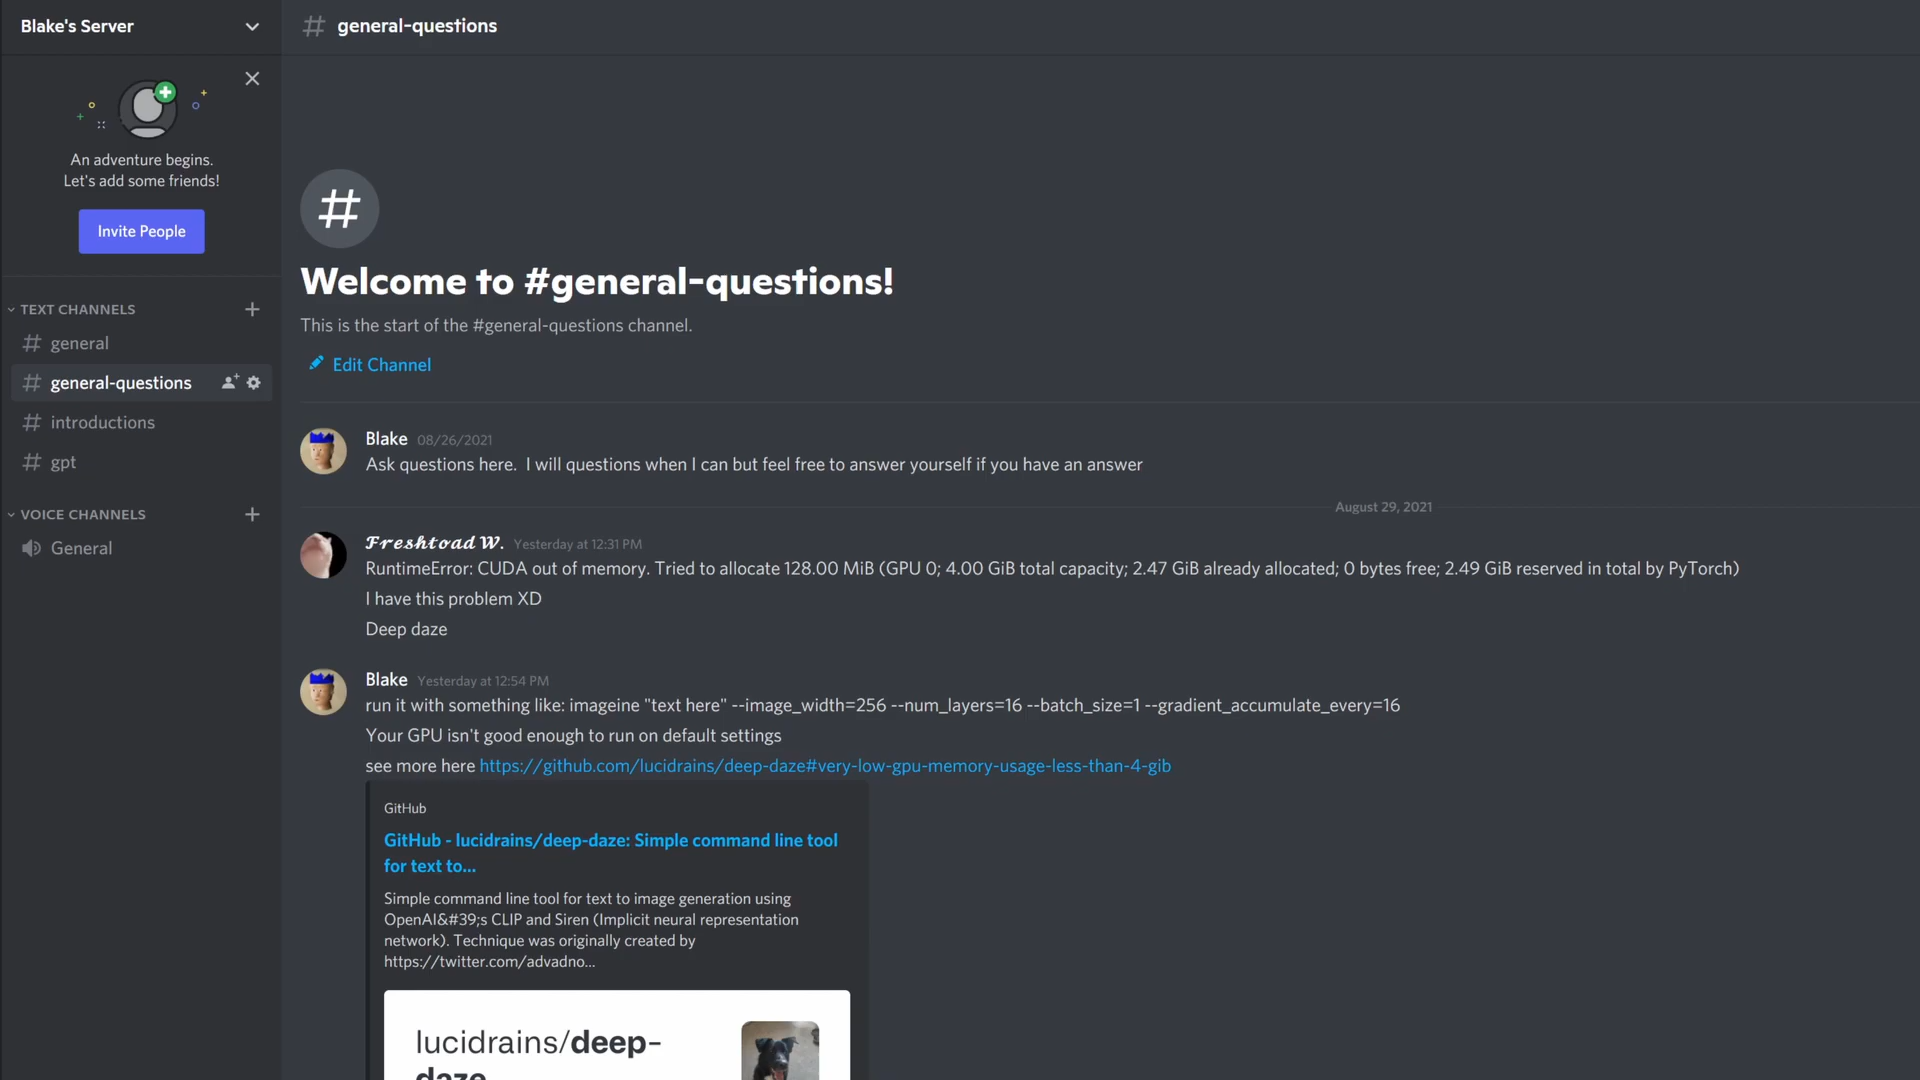 Blake's Server
general-questions
An adventure begins.
Let's add some friends!
Invite People
TEXT CHANNELS
general
general-questions
introductions
gpt
VOICE CHANNELS
General
Welcome to #general-questions!
This is the start of the #general-questions channel.
Edit Channel
Blake 08/26/2021
Ask questions here. I will questions when I can but feel free to answer yourself if you have an answer
August 29, 2021
𝓕𝓻𝓮𝓼𝓱𝓽𝓸𝓪𝓭 𝓦. Yesterday at 12:31 PM
RuntimeError: CUDA out of memory. Tried to allocate 128.00 MiB (GPU 0; 4.00 GiB total capacity; 2.47 GiB already allocated; 0 bytes free; 2.49 GiB reserved in total by PyTorch)
I have this problem XD
Deep daze
Blake Yesterday at 12:54 PM
run it with something like: imageine "text here" --image_width=256 --num_layers=16 --batch_size=1 --gradient_accumulate_every=16
Your GPU isn't good enough to run on default settings
see more here https://github.com/lucidrains/deep-daze#very-low-gpu-memory-usage-less-than-4-gib
GitHub
GitHub - lucidrains/deep-daze: Simple command line tool
for text to...
Simple command line tool for text to image generation using
OpenAI&#39;s CLIP and Siren (Implicit neural representation
network). Technique was originally created by
https://twitter.com/advadno...
lucidrains/deep-
daze